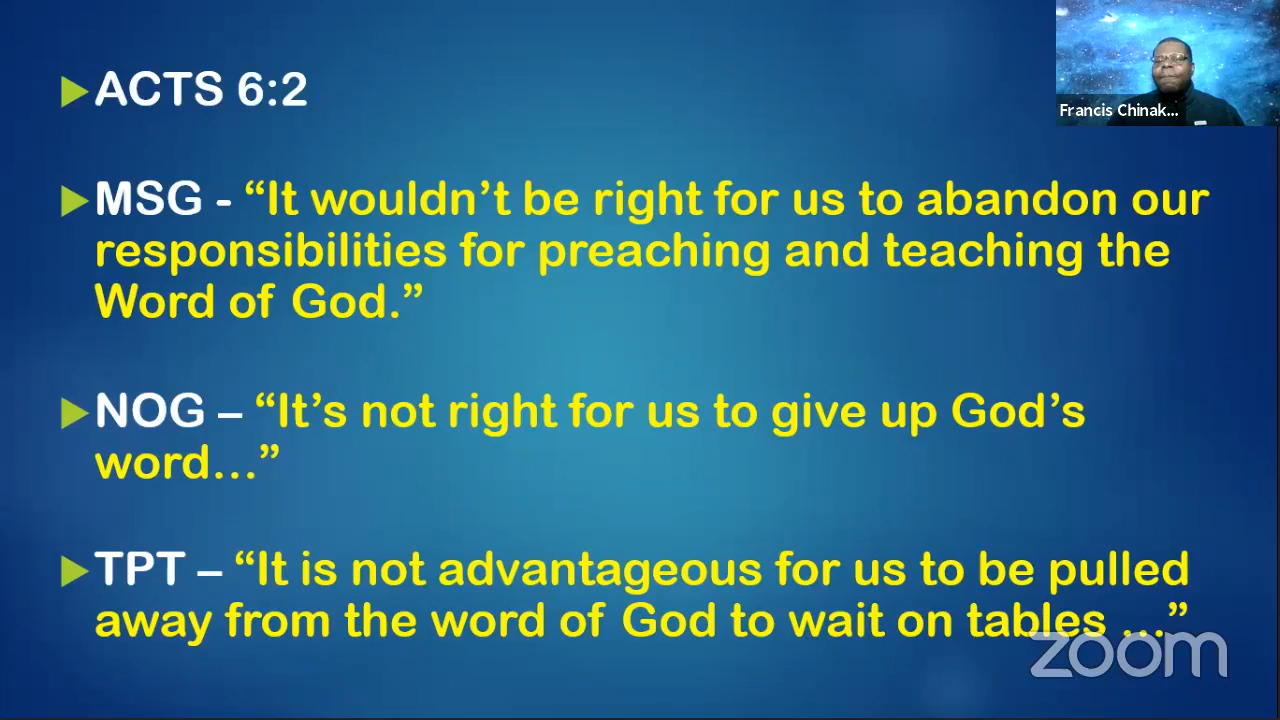 ACTS 6:2
Francis Chinak...
MSG - “It wouldn’t be right for us to abandon our
responsibilities for preaching and teaching the
Word of God.”
NOG – “It’s not right for us to give up God’s
word…”
TPT – “It is not advantageous for us to be pulled
away from the word of God to wait on tables …”
zoom